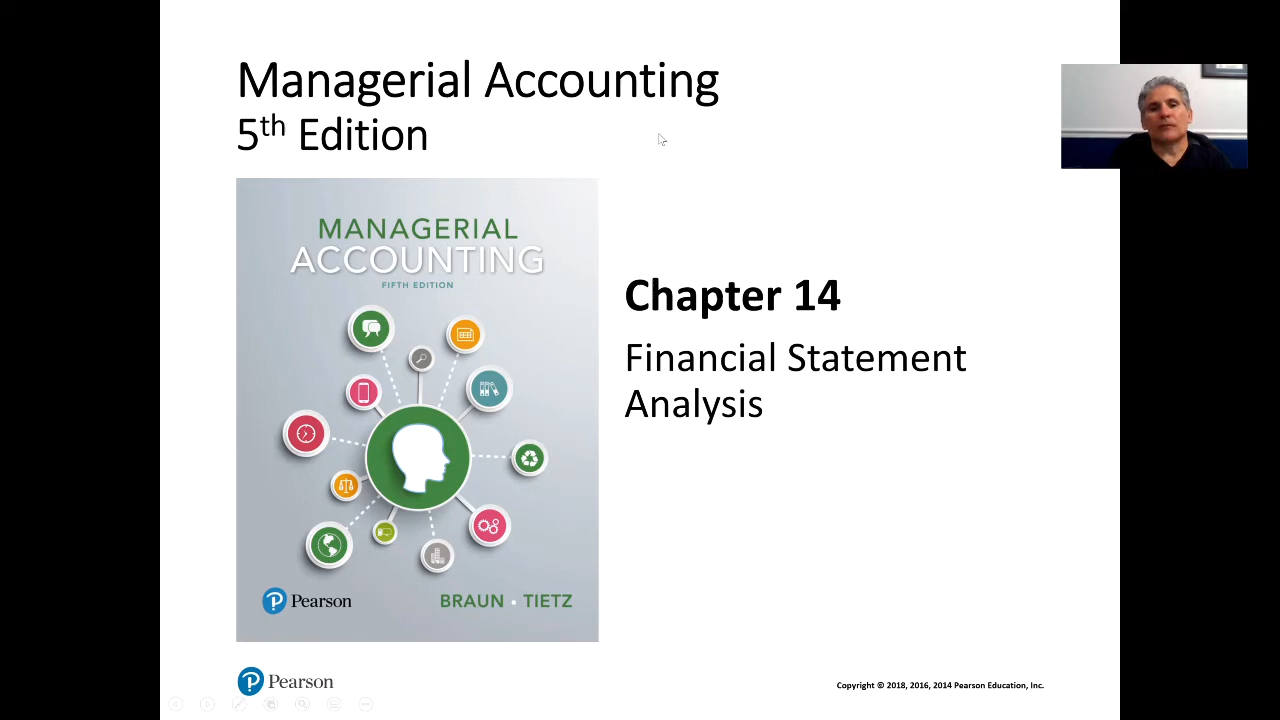 Managerial Accounting
5th Edition
MANAGERIAL
ACCOUNTING
FIFTH EDITION
Chapter 14
Financial Statement
Analysis
Pearson
BRAUN • TIETZ
Pearson
Copyright © 2018, 2016, 2014 Pearson Education, Inc.